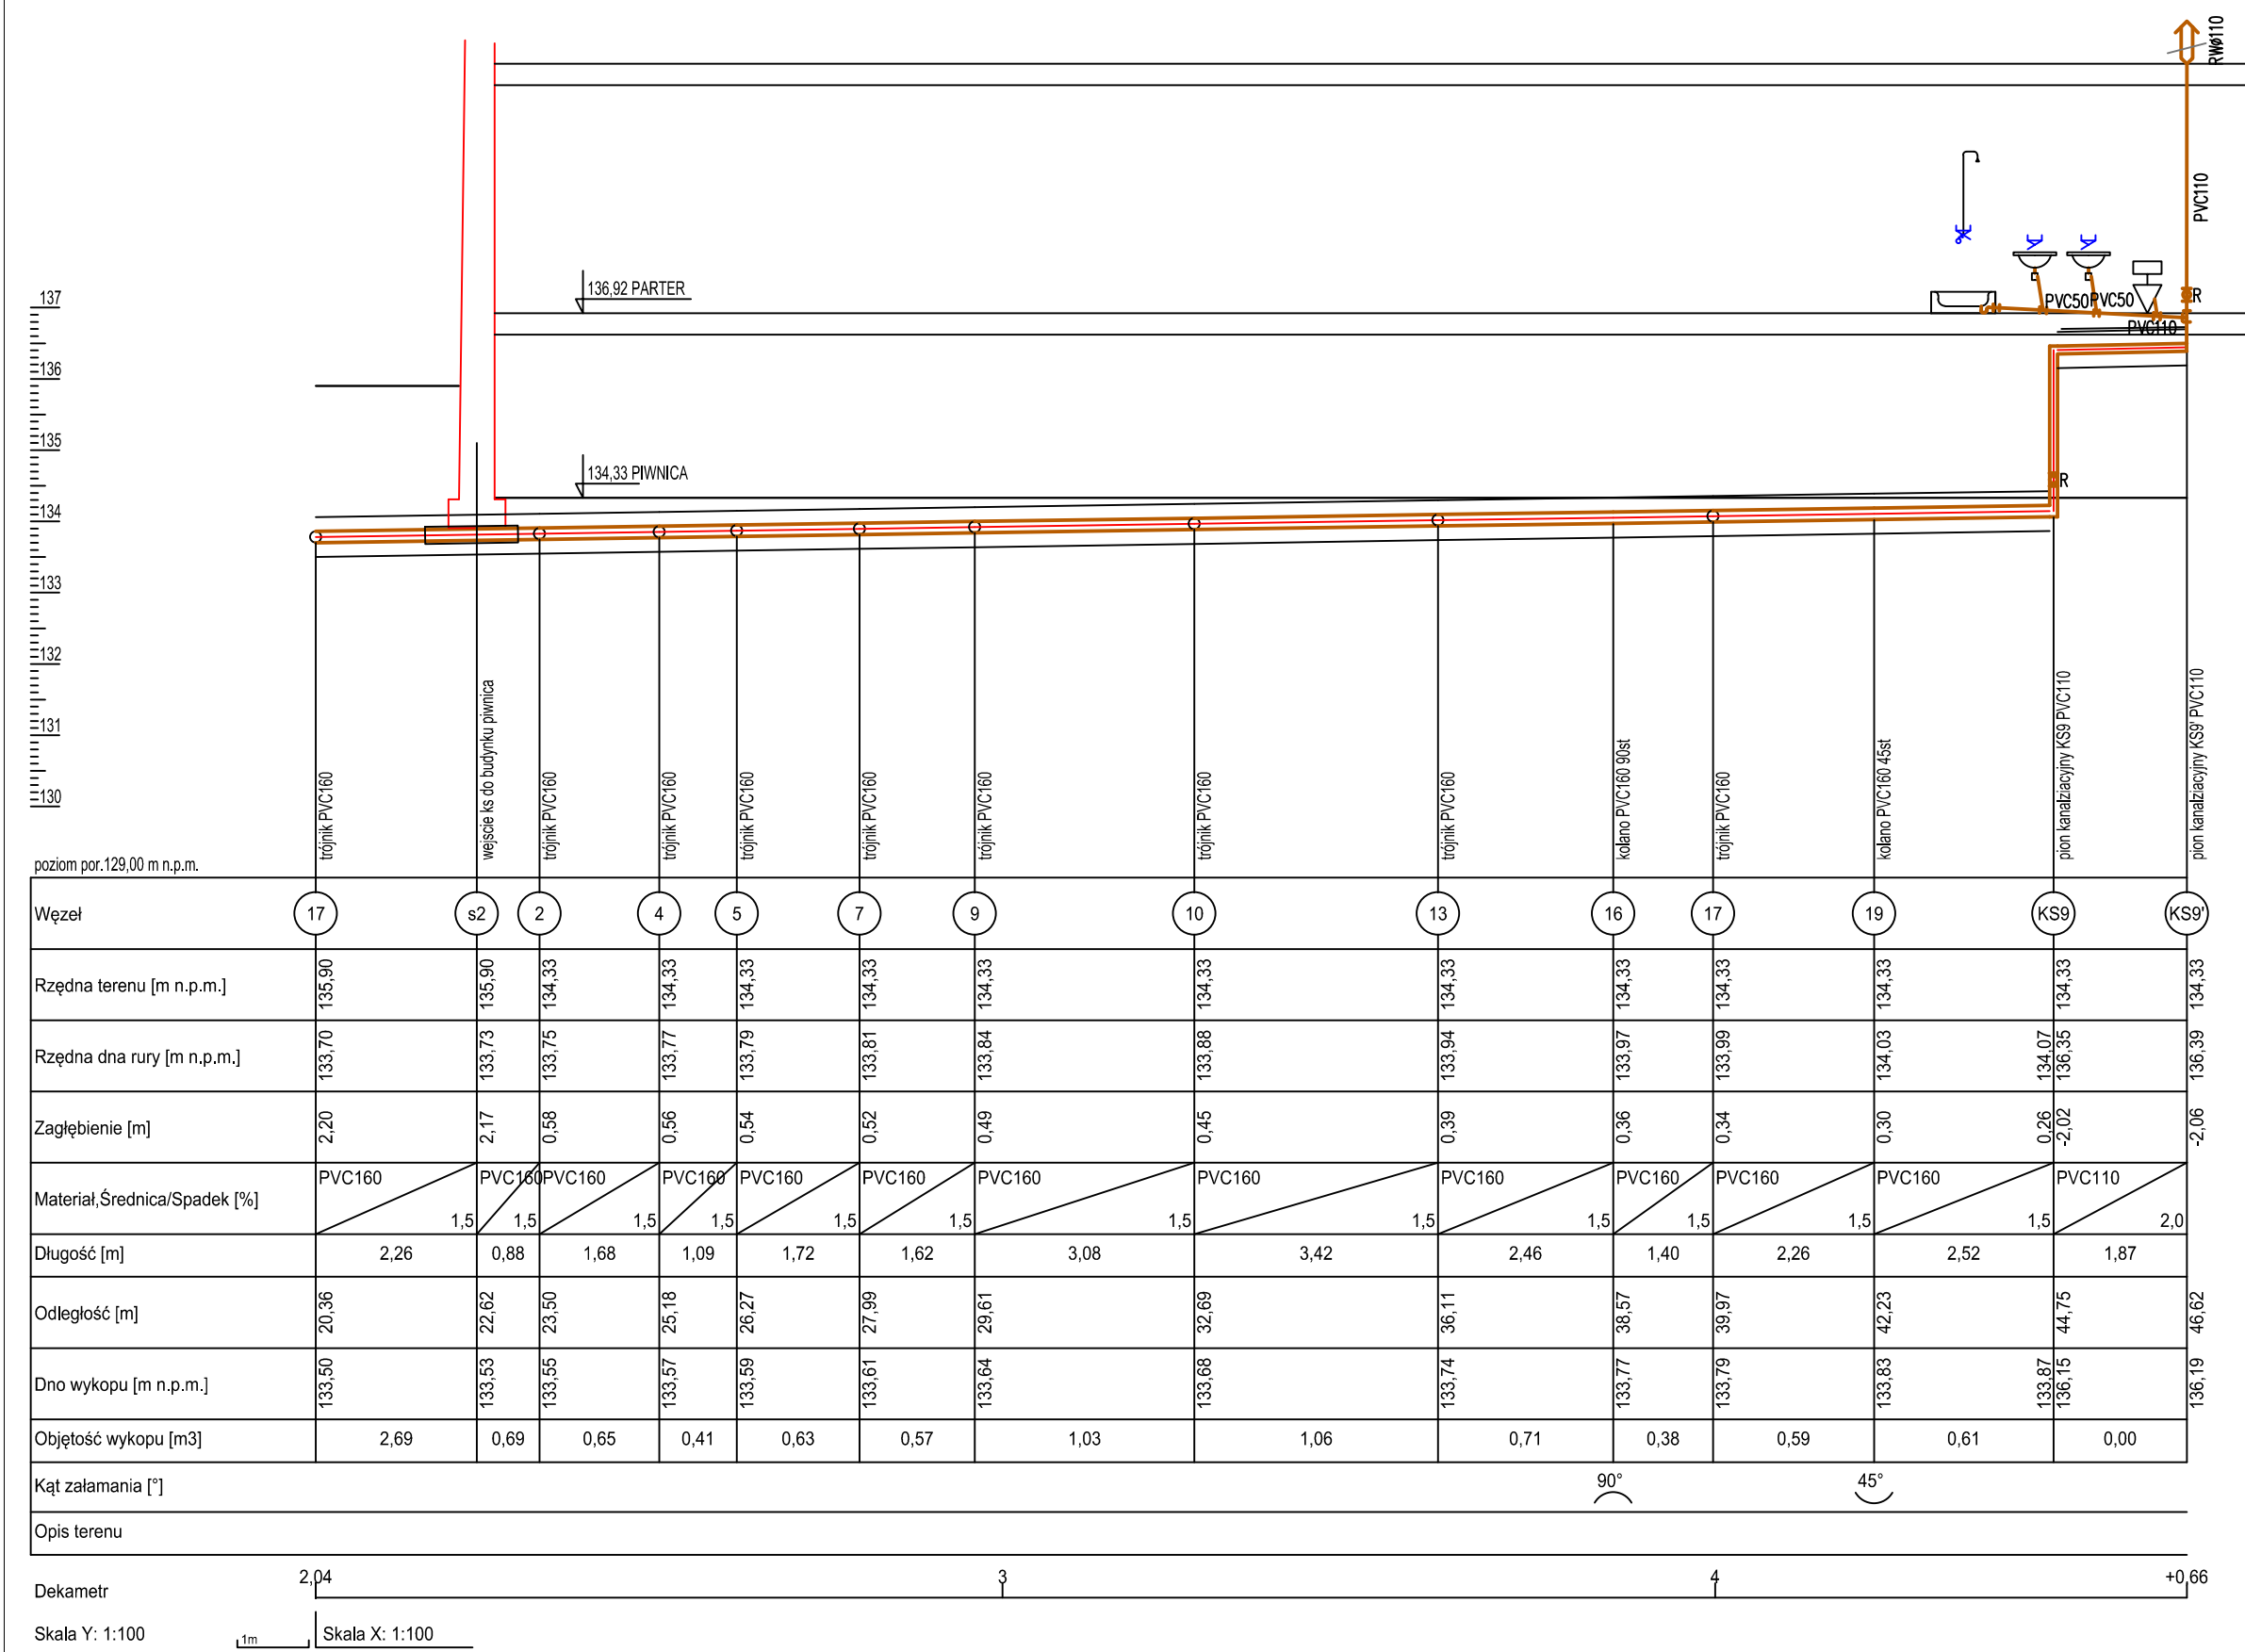 RWø110
PVC110
136,92 PARTER
PVC50
PVC50
R
PVC110
134,33 PIWNICA
R
137
136
135
134
133
132
131
130
trójnik PVC160
wejscie ks do budynku piwnica
trójnik PVC160
trójnik PVC160
trójnik PVC160
trójnik PVC160
trójnik PVC160
trójnik PVC160
trójnik PVC160
kolano PVC160 90st
trójnik PVC160
kolano PVC160 45st
pion kanalziacyjny KS9 PVC110
pion kanalziacyjny KS9' PVC110
poziom por.129,00 m n.p.m.
Węzeł 17 s2 2 4 5 7 9 10 13 16 17 19 KS9 KS9'
Rzędna terenu [m n.p.m.] 135,90 135,90 134,33 134,33 134,33 134,33 134,33 134,33 134,33 134,33 134,33 134,33 134,33 134,33
Rzędna dna rury [m n.p.m.] 133,70 133,73 133,75 133,77 133,79 133,81 133,84 133,88 133,94 133,97 133,99 134,03 134,07 136,35 136,39
Zagłębienie [m] 2,20 2,17 0,58 0,56 0,54 0,52 0,49 0,45 0,39 0,36 0,34 0,30 0,26 -2,02 -2,06
PVC160 PVC160 PVC160 PVC160 PVC160 PVC160 PVC160 PVC160 PVC160 PVC160 PVC160 PVC160 PVC110
Materiał,Średnica/Spadek [%]
1,5 1,5 1,5 1,5 1,5 1,5 1,5 1,5 1,5 1,5 1,5 1,5 2,0
Długość [m] 2,26 0,88 1,68 1,09 1,72 1,62 3,08 3,42 2,46 1,40 2,26 2,52 1,87
Odległość [m] 20,36 22,62 23,50 25,18 26,27 27,99 29,61 32,69 36,11 38,57 39,97 42,23 44,75 46,62
Dno wykopu [m n.p.m.] 133,50 133,53 133,55 133,57 133,59 133,61 133,64 133,68 133,74 133,77 133,79 133,83 133,87 136,15 136,19
Objętość wykopu [m3] 2,69 0,69 0,65 0,41 0,63 0,57 1,03 1,06 0,71 0,38 0,59 0,61 0,00
Kąt załamania [°] 90° 45°
Opis terenu
Dekametr 2,04 3 4 +0,66
Skala Y: 1:100 1m Skala X: 1:100